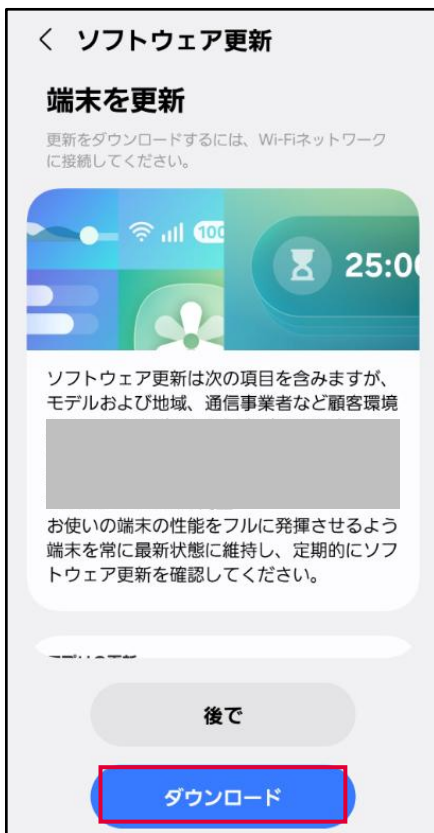 ソフトウェア更新
端末を更新
更新をダウンロードするには、Wi-Fiネットワーク
に接続してください。
100
25:00
ソフトウェア更新は次の項目を含みますが、
モデルおよび地域、通信事業者など顧客環境
お使いの端末の性能をフルに発揮させるよう
端末を常に最新状態に維持し、定期的にソフ
トウェア更新を確認してください。
後で
ダウンロード